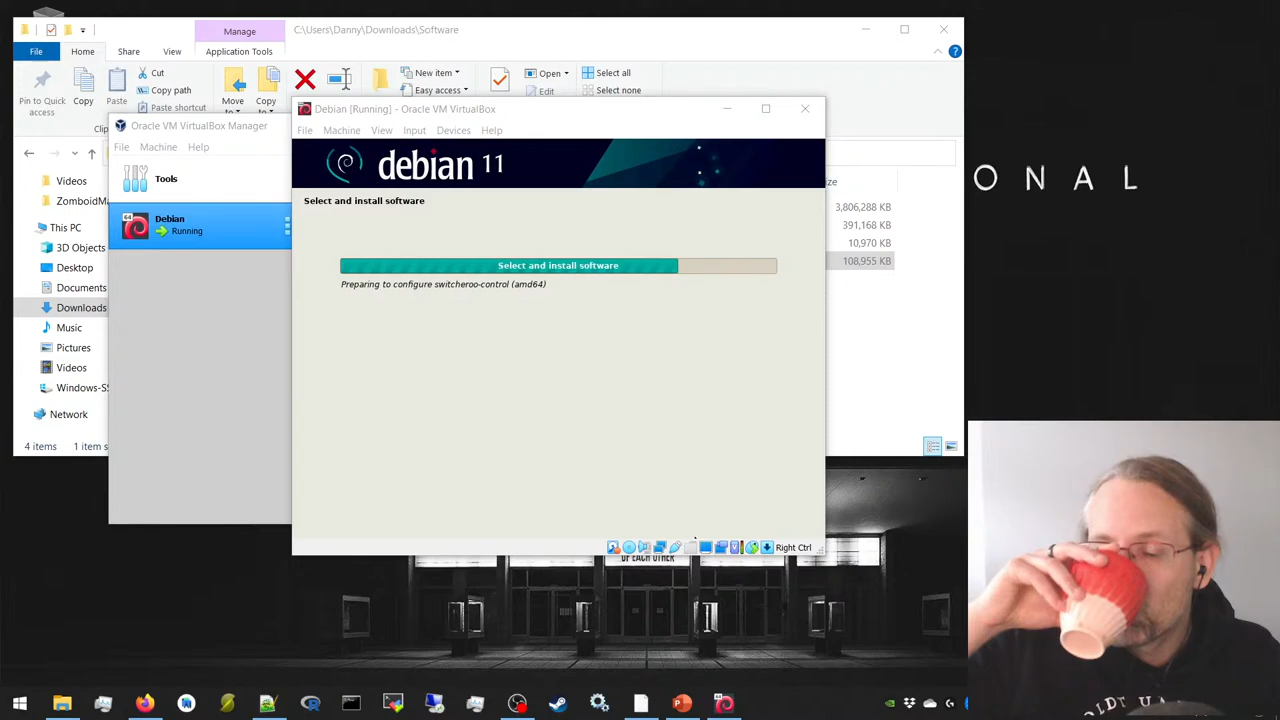 Manage
C:\Users\Danny\Downloads\Software
File
Home
Share
View
Application Tools
Pin to Quick
access
Copy
Paste
Cut
Copy path
Paste shortcut
Move
to
Copy
to
New item
Easy access
Open
Edit
Select all
Select none
Oracle VM VirtualBox Manager
File
Machine
Help
Tools
64
Debian
Running
Debian [Running] - Oracle VM VirtualBox
File
Machine
View
Input
Devices
Help
debian 11
Select and install software
Select and install software
Preparing to configure switcheroo-control (amd64)
Right Ctrl
Videos
This PC
3D Objects
Desktop
Documents
Downloads
Music
Pictures
Videos
Network
4 items
1 item s
3,806,288 KB
391,168 KB
10,970 KB
108,955 KB
O N A L
OF EACH OTHER